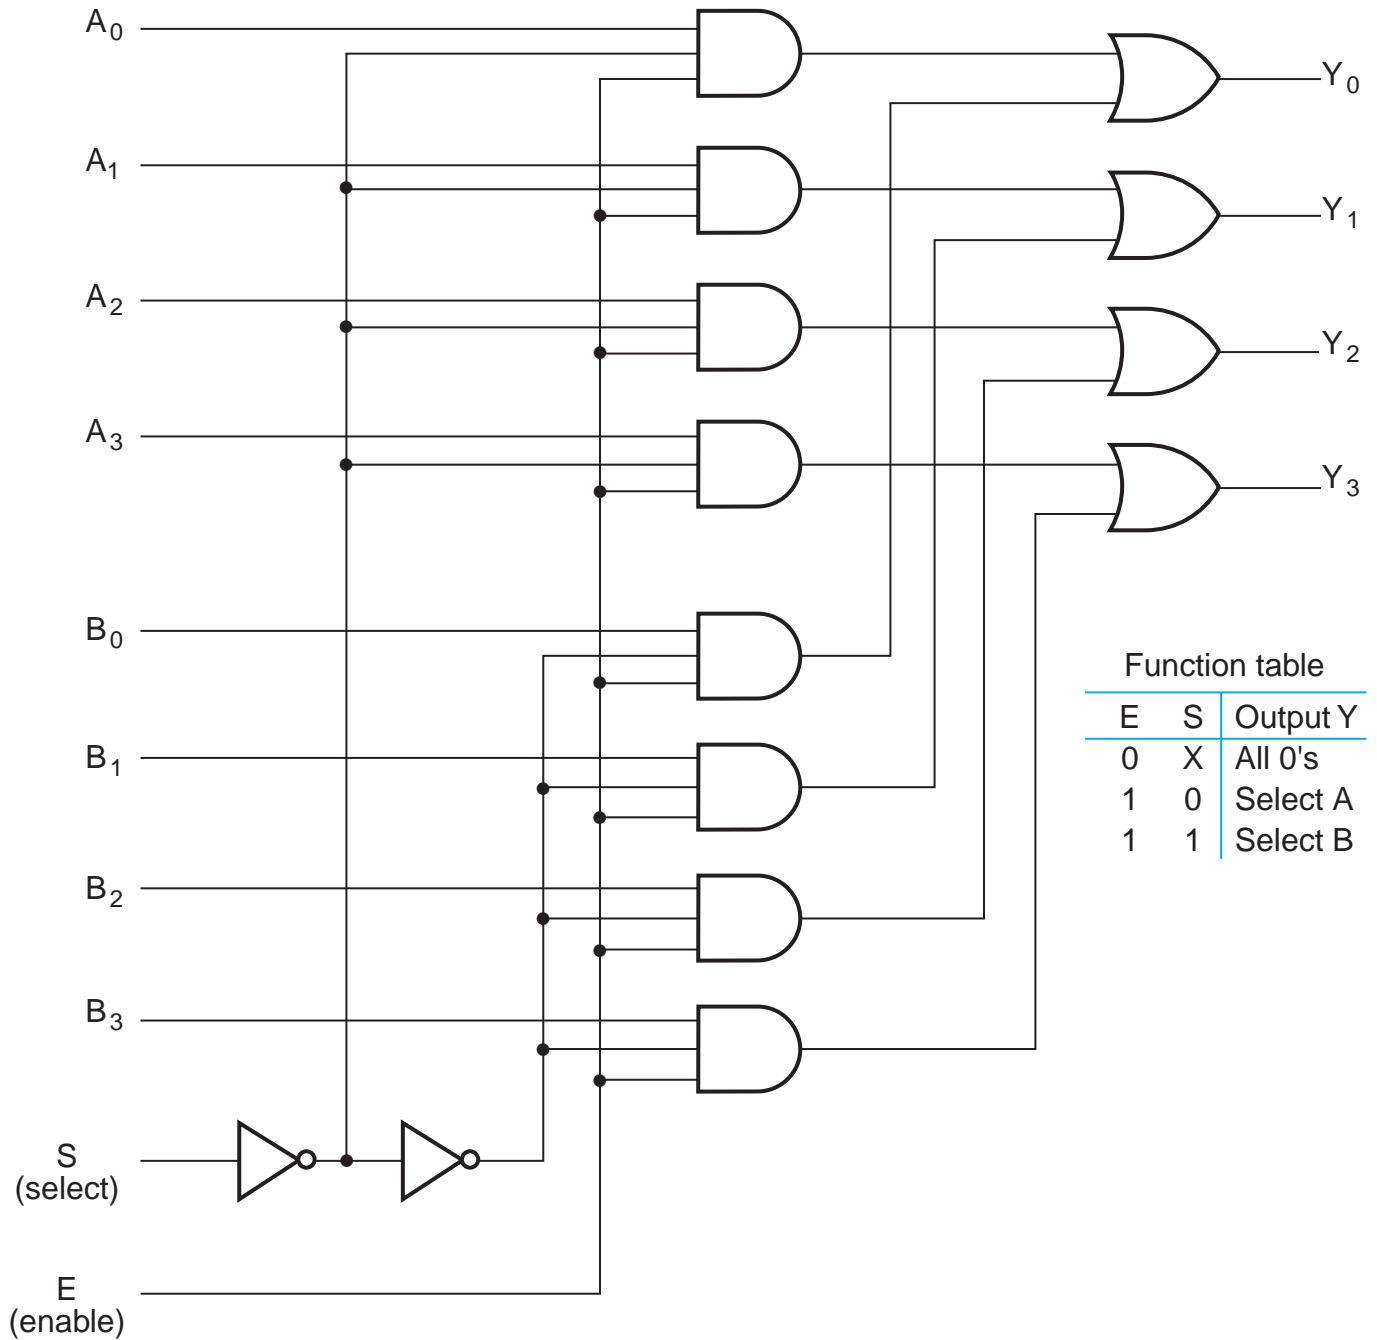 A0
Y0
A1
Y1
A2
Y2
A3
Y3
B0
Function table
E S Output Y
0 X All 0's
1 0 Select A
1 1 Select B
B1
B2
B3
S
(select)
E
(enable)